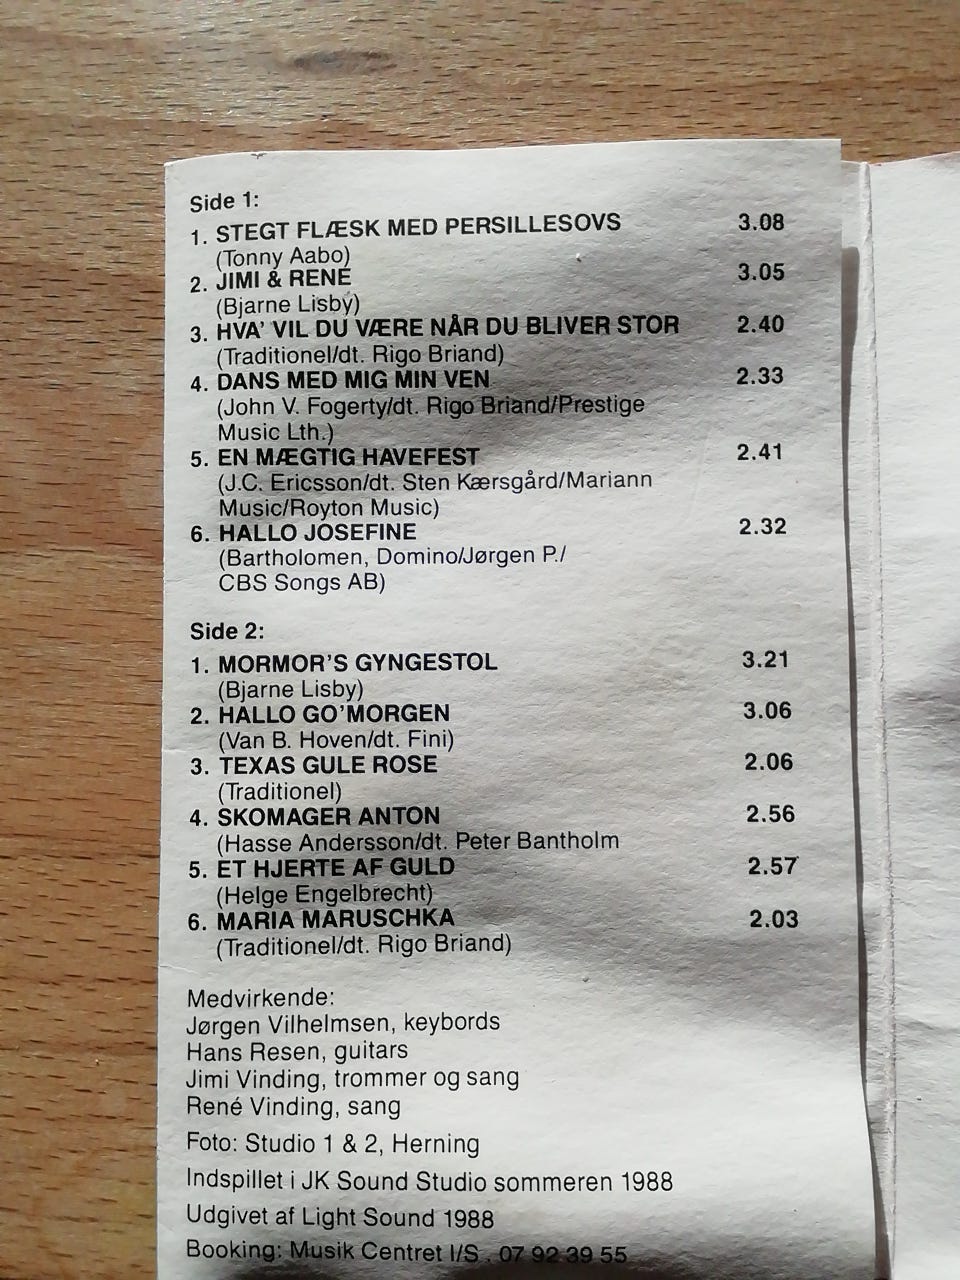 Side 1:
1. STEGT FLÆSK MED PERSILLESOVS 3.08
(Tonny Aabo)
2. JIMI & RENÉ 3.05
(Bjarne Lisby)
3. HVA' VIL DU VÆRE NÅR DU BLIVER STOR 2.40
(Traditionel/dt. Rigo Briand)
4. DANS MED MIG MIN VEN 2.33
(John V. Fogerty/dt. Rigo Briand/Prestige
Music Lth.)
5. EN MÆGTIG HAVEFEST 2.41
(J.C. Ericsson/dt. Sten Kærsgård/Mariann
Music/Royton Music)
6. HALLO JOSEFINE 2.32
(Bartholomen, Domino/Jørgen P./
CBS Songs AB)
Side 2:
1. MORMOR'S GYNGESTOL 3.21
(Bjarne Lisby)
2. HALLO GO'MORGEN 3.06
(Van B. Hoven/dt. Fini)
3. TEXAS GULE ROSE 2.06
(Traditionel)
4. SKOMAGER ANTON 2.56
(Hasse Andersson/dt. Peter Bantholm
5. ET HJERTE AF GULD 2.57
(Helge Engelbrecht)
6. MARIA MARUSCHKA 2.03
(Traditionel/dt. Rigo Briand)
Medvirkende:
Jørgen Vilhelmsen, keybords
Hans Resen, guitars
Jimi Vinding, trommer og sang
René Vinding, sang
Foto: Studio 1 & 2, Herning
Indspillet i JK Sound Studio sommeren 1988
Udgivet af Light Sound 1988
Booking: Musik Centret I/S . 07 92 39 55